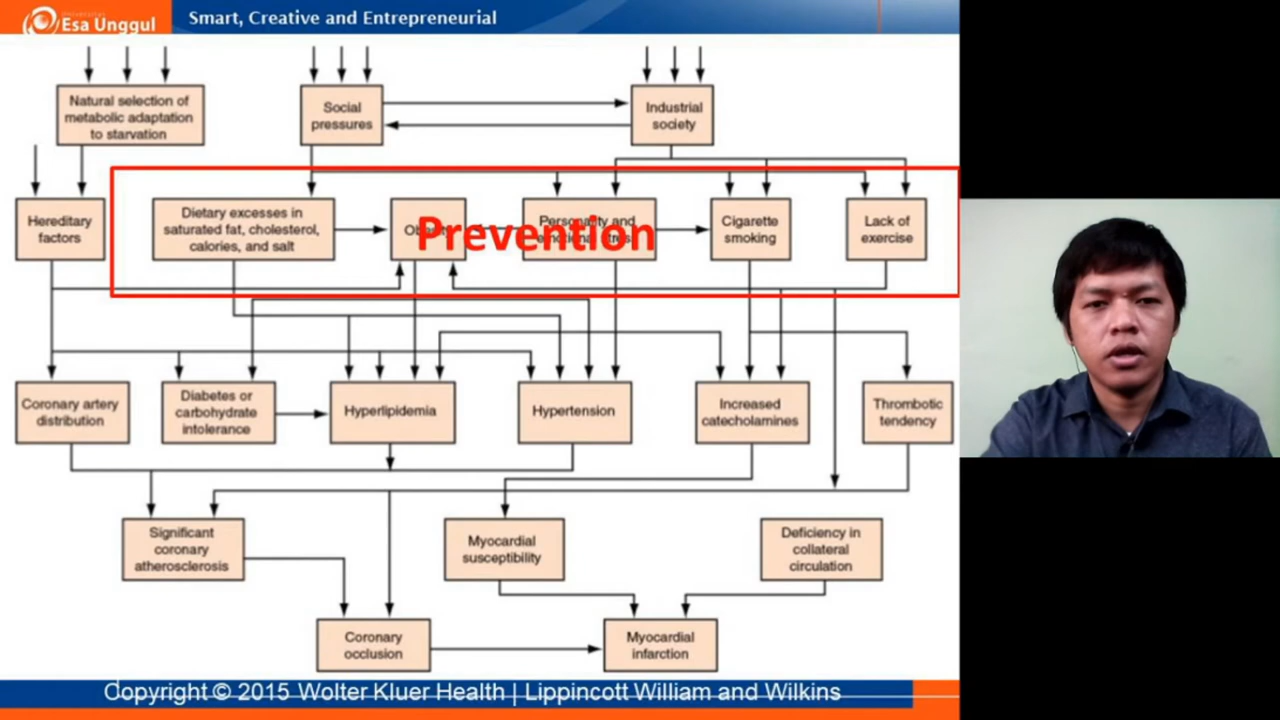 Universitas
Esa Unggul
Smart, Creative and Entrepreneurial
Natural selection of
metabolic adaptation
to starvation
Social
pressures
Industrial
society
Hereditary
factors
Dietary excesses in
saturated fat, cholesterol,
calories, and salt
Prevention
Personality and
Cigarette
smoking
Lack of
exercise
Coronary artery
distribution
Diabetes or
carbohydrate
intolerance
Hyperlipidemia
Hypertension
Increased
catecholamines
Thrombotic
tendency
Significant
coronary
atherosclerosis
Myocardial
susceptibility
Deficiency in
collateral
circulation
Coronary
occlusion
Myocardial
infarction
Copyright © 2015 Wolter Kluer Health | Lippincott William and Wilkins